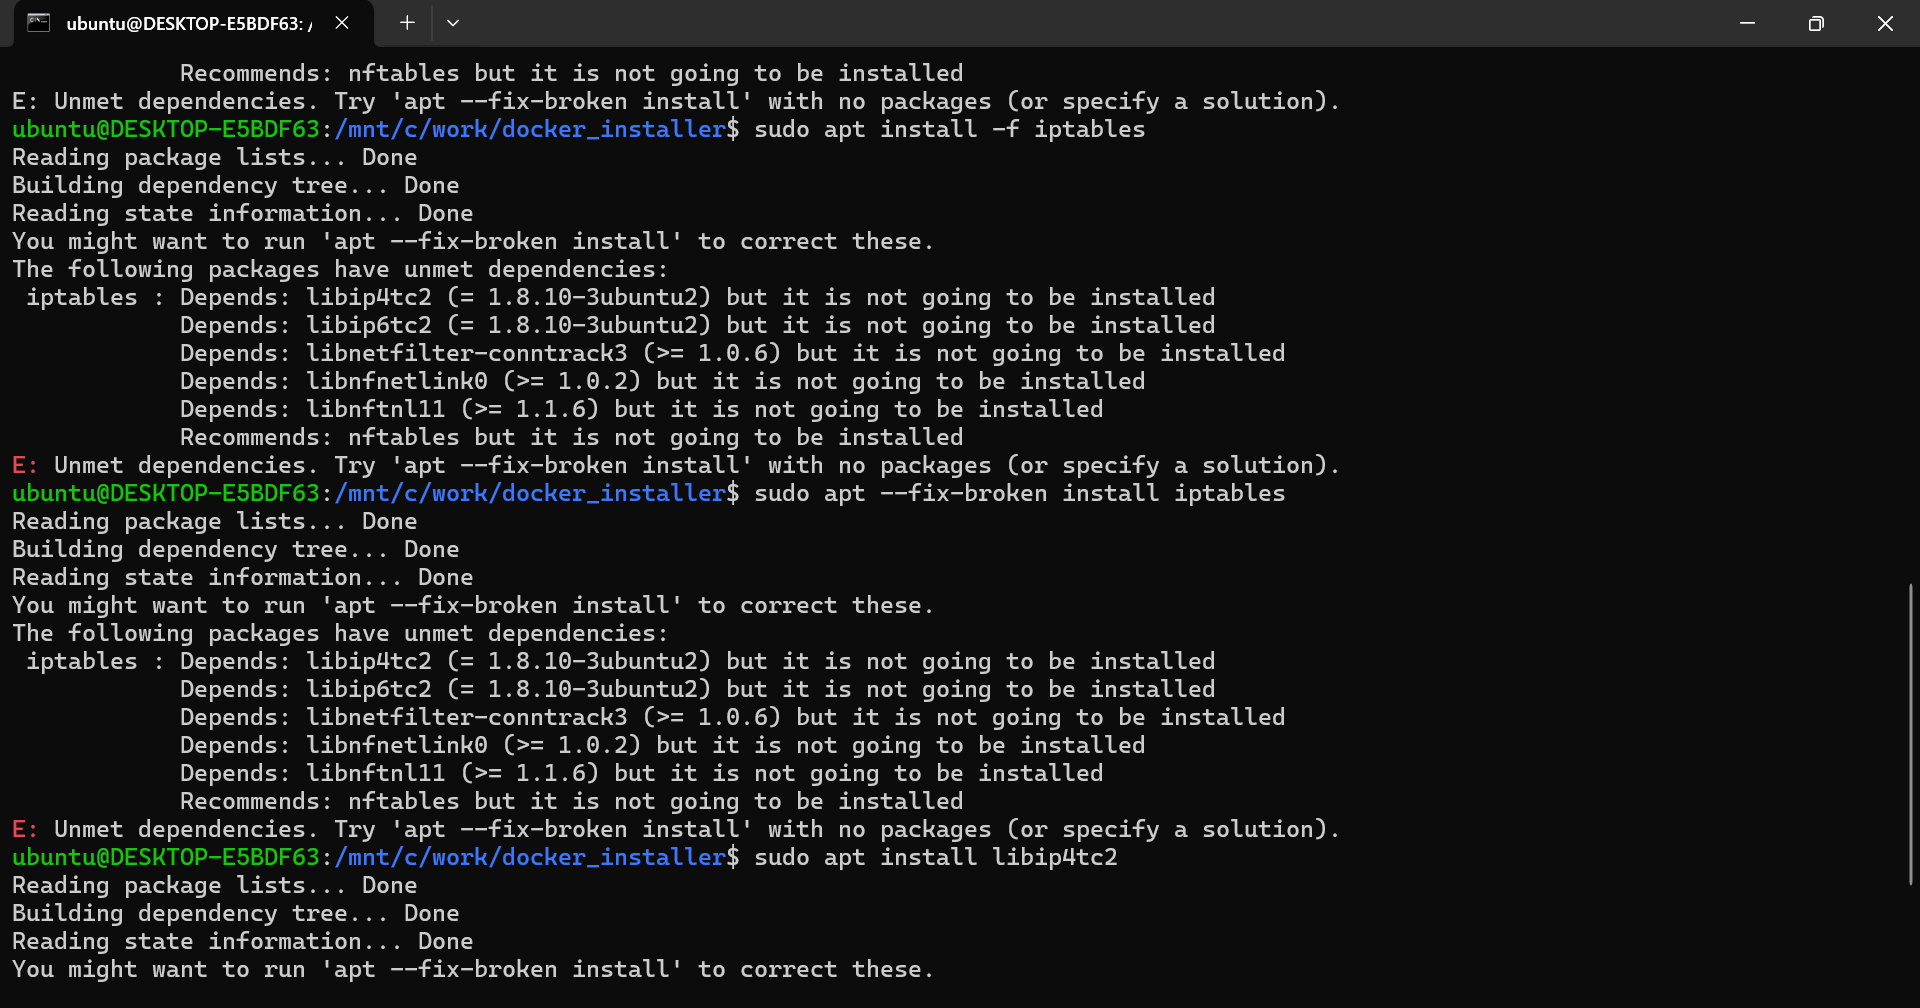 ubuntu@DESKTOP-E5BDF63: /
Recommends: nftables but it is not going to be installed
E: Unmet dependencies. Try 'apt --fix-broken install' with no packages (or specify a solution).
ubuntu@DESKTOP-E5BDF63:/mnt/c/work/docker_installer$ sudo apt install -f iptables
Reading package lists... Done
Building dependency tree... Done
Reading state information... Done
You might want to run 'apt --fix-broken install' to correct these.
The following packages have unmet dependencies:
 iptables : Depends: libip4tc2 (= 1.8.10-3ubuntu2) but it is not going to be installed
            Depends: libip6tc2 (= 1.8.10-3ubuntu2) but it is not going to be installed
            Depends: libnetfilter-conntrack3 (>= 1.0.6) but it is not going to be installed
            Depends: libnfnetlink0 (>= 1.0.2) but it is not going to be installed
            Depends: libnftnl11 (>= 1.1.6) but it is not going to be installed
            Recommends: nftables but it is not going to be installed
E: Unmet dependencies. Try 'apt --fix-broken install' with no packages (or specify a solution).
ubuntu@DESKTOP-E5BDF63:/mnt/c/work/docker_installer$ sudo apt --fix-broken install iptables
Reading package lists... Done
Building dependency tree... Done
Reading state information... Done
You might want to run 'apt --fix-broken install' to correct these.
The following packages have unmet dependencies:
 iptables : Depends: libip4tc2 (= 1.8.10-3ubuntu2) but it is not going to be installed
            Depends: libip6tc2 (= 1.8.10-3ubuntu2) but it is not going to be installed
            Depends: libnetfilter-conntrack3 (>= 1.0.6) but it is not going to be installed
            Depends: libnfnetlink0 (>= 1.0.2) but it is not going to be installed
            Depends: libnftnl11 (>= 1.1.6) but it is not going to be installed
            Recommends: nftables but it is not going to be installed
E: Unmet dependencies. Try 'apt --fix-broken install' with no packages (or specify a solution).
ubuntu@DESKTOP-E5BDF63:/mnt/c/work/docker_installer$ sudo apt install libip4tc2
Reading package lists... Done
Building dependency tree... Done
Reading state information... Done
You might want to run 'apt --fix-broken install' to correct these.